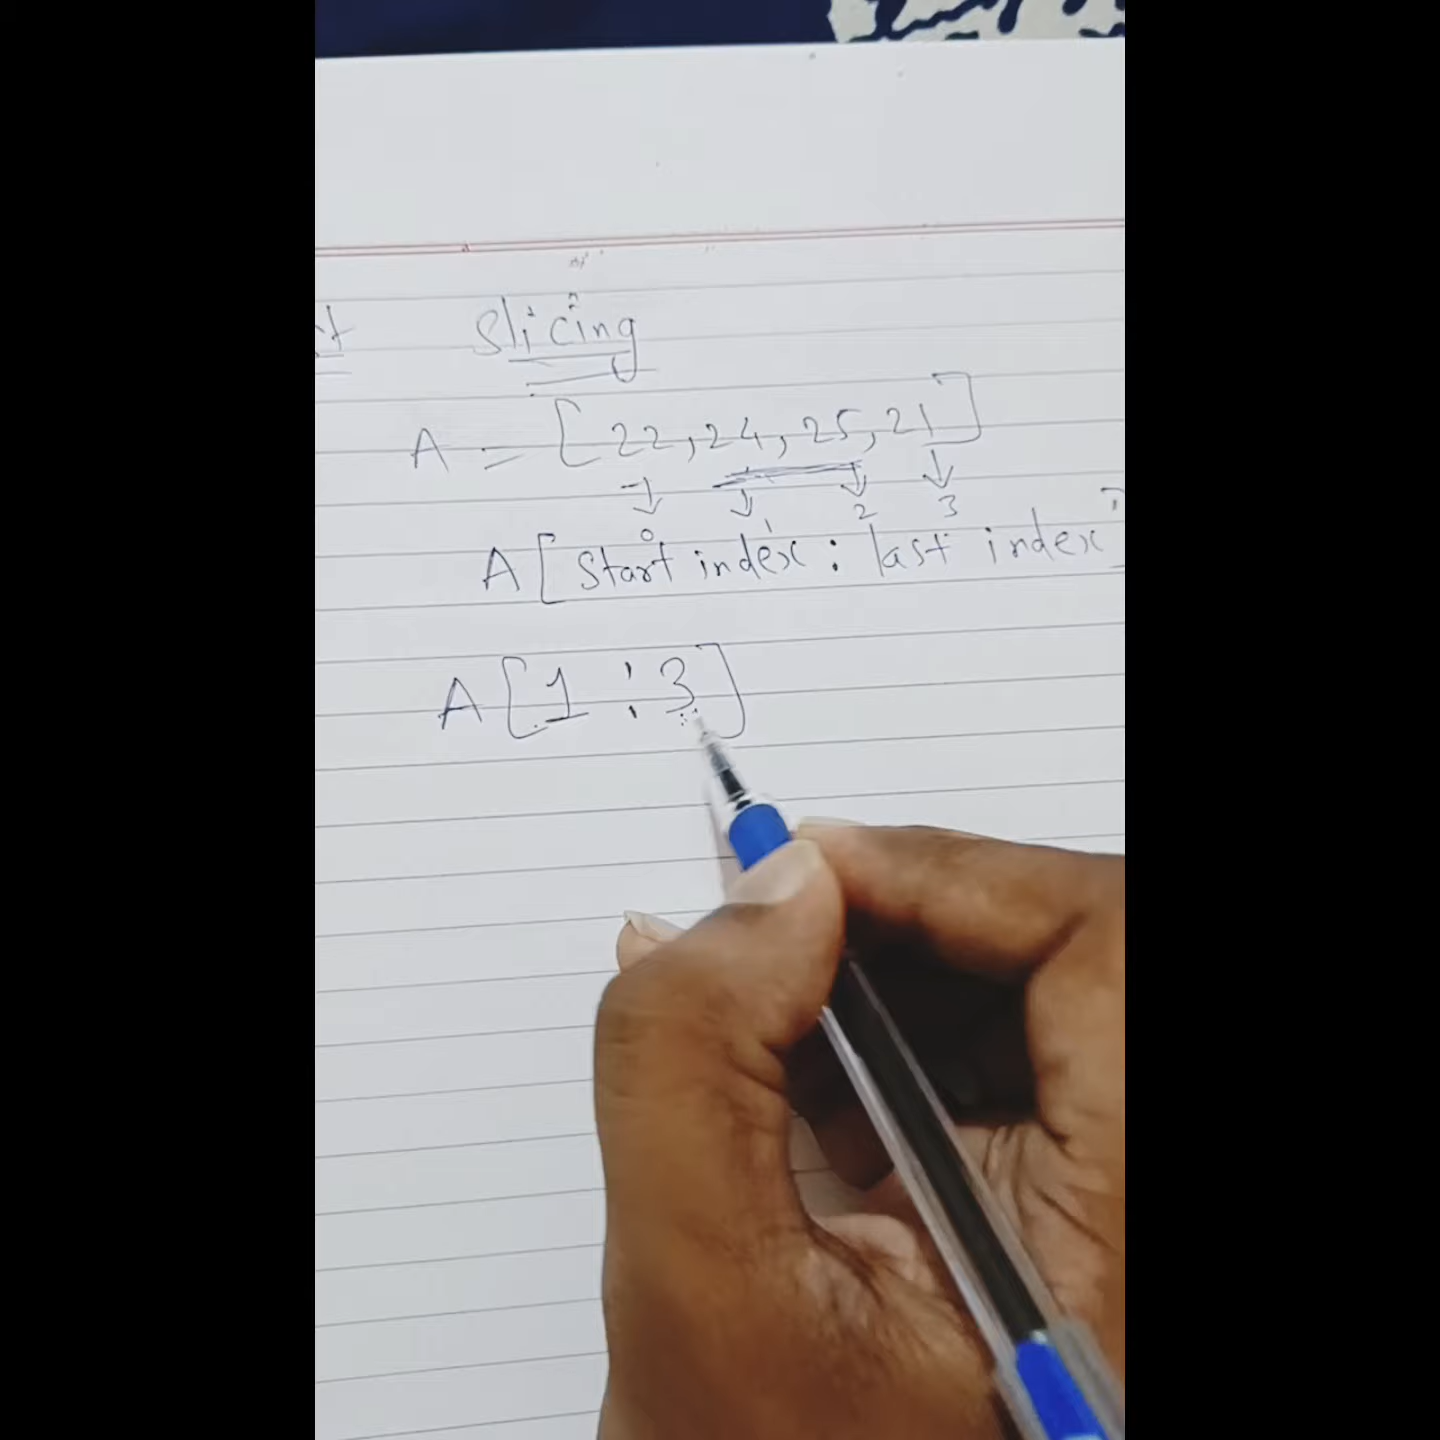 Slicing
A = [22, 24, 25, 21]
0 1 2 3
A[Start index : last index]
A[1 : 3]